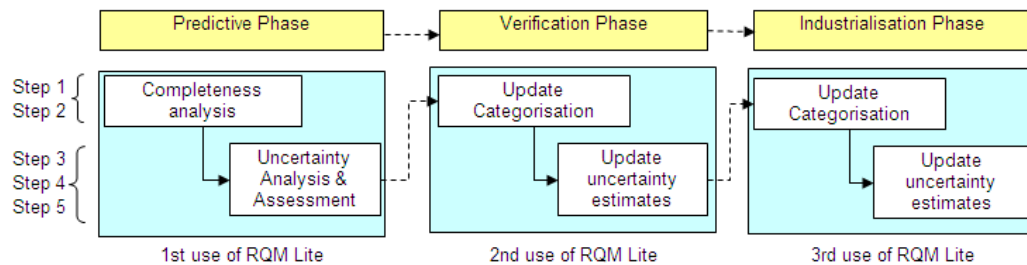 Predictive Phase
Verification Phase
Industrialisation Phase
Step 1
Step 2
Completeness
analysis
Update
Categorisation
Update
Categorisation
Step 3
Step 4
Step 5
Uncertainty
Analysis &
Assessment
Update
uncertainty
estimates
Update
uncertainty
estimates
1st use of RQM Lite
2nd use of RQM Lite
3rd use of RQM Lite